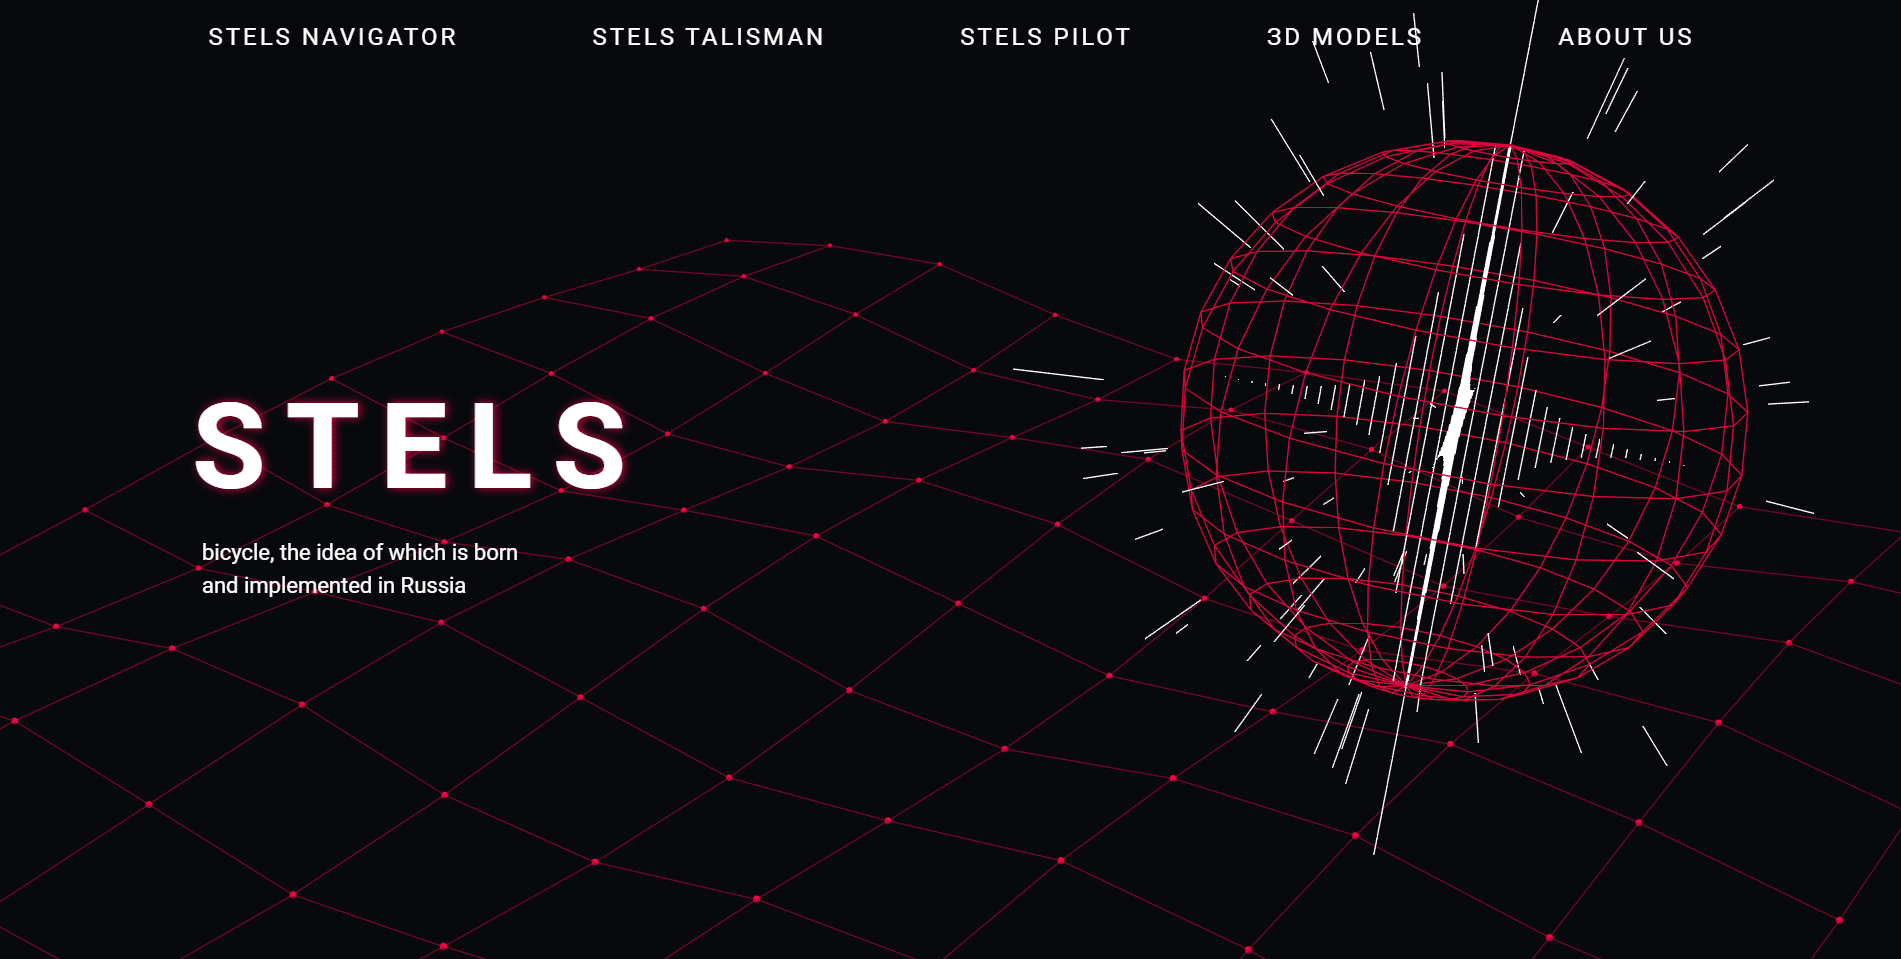 STELS NAVIGATOR
STELS TALISMAN
STELS PILOT
3D MODELS
ABOUT US
STELS
bicycle, the idea of which is born
and implemented in Russia